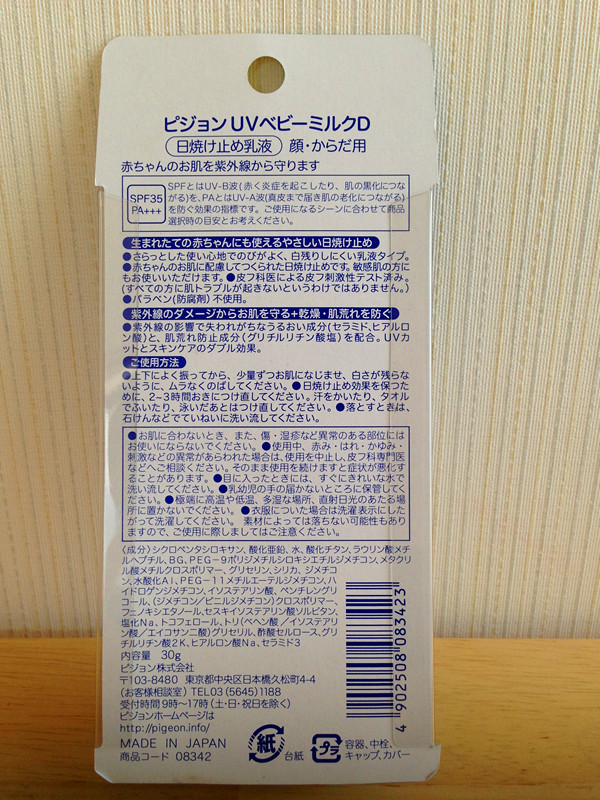 ピジョン UVベビーミルクD
日焼け止め乳液 顔・からだ用
赤ちゃんのお肌を紫外線から守ります
SPF35
PA+++
SPFとはUV-B波(赤く炎症を起こしたり、肌の黒化につな
がる)を、PAとはUV-A波(真皮まで届き肌の老化につながる)
を防ぐ効果の指標です。ご使用になるシーンに合わせて商品
選択時の目安とお考えください。
生まれたての赤ちゃんにも使えるやさしい日焼け止め
●さらっとした使い心地でのびがよく、白残りしにくい乳液タイプ。
●赤ちゃんのお肌に配慮してつくられた日焼け止めです。敏感肌の方に
もお使いいただけます。●皮フ科医による皮フ刺激性テスト済み。
(すべての方に肌トラブルが起きないというわけではありません。)
●パラベン(防腐剤)不使用。
紫外線のダメージからお肌を守る+乾燥・肌荒れを防ぐ
●紫外線の影響で失われがちなうるおい成分(セラミド、ヒアルロ
ン酸)と、肌荒れ防止成分(グリチルリチン酸塩)を配合。UVカ
ットとスキンケアのダブル効果。
ご使用方法
●上下によく振ってから、少量ずつお肌になじませ、白さが残らな
いように、ムラなくのばしてください。●日焼け止め効果を保つた
めに、2~3時間おきにつけ直してください。汗をかいたり、タオル
でふいたり、泳いだあとはつけ直してください。●落とすときは、
石けんなどでていねいに洗い流してください。
●お肌に合わないとき、また、傷・湿疹など異常のある部位には
お使いにならないでください。●使用中、赤み・はれ・かゆみ・
刺激などの異常があらわれた場合は、使用を中止し、皮フ科専門医
などへご相談ください。そのまま使用を続けますと症状が悪化す
ることがあります。●目に入ったときには、すぐにきれいな水で
洗い流してください。●乳幼児の手の届かないところに保管してく
ださい。●極端に高温や低温、多湿な場所、直射日光のあたる場
所に置かないでください。●衣服についた場合は洗濯表示にした
がって洗濯してください。 素材によっては落ちない可能性もあり
ますので、ご使用に際しましてはご注意ください。
〈成分〉シクロペンタシロキサン、酸化亜鉛、水、酸化チタン、ラウリン酸メチ
ルヘプチル、BG、PEG-9ポリジメチルシロキシエチルジメチコン、メタクリ
ル酸メチルクロスポリマー、グリセリン、シリカ、ジメチコ
ン、水酸化Al、PEG-11メチルエーテルジメチコン、ハ
イドロゲンジメチコン、イソステアリン酸、ペンチレングリ
コール、(ジメチコン/ビニルジメチコン)クロスポリマー、
フェノキシエタノール、セスキイソステアリン酸ソルビタン、
塩化Na、トコフェロール、トリ(ベヘン酸/イソステアリン
酸/エイコサン二酸)グリセリル、酢酸セルロース、グリ
チルリチン酸2K、ヒアルロン酸Na、セラミド3
内容量 30g
ピジョン株式会社
〒103-8480 東京都中央区日本橋久松町4-4
(お客様相談室) TEL03(5645)1188
受付時間 9時~17時(土・日・祝日を除く)
ピジョンホームページは
http://pigeon.info/
MADE IN JAPAN
商品コード 08342
紙
台紙
プラ
容器、中栓、
キャップ、カバー
4 902508 083423